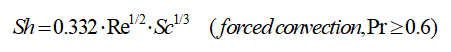 Sh=0.332·Re^{1/2}·Sc^{1/3} (forced convection,Pr≥0.6)